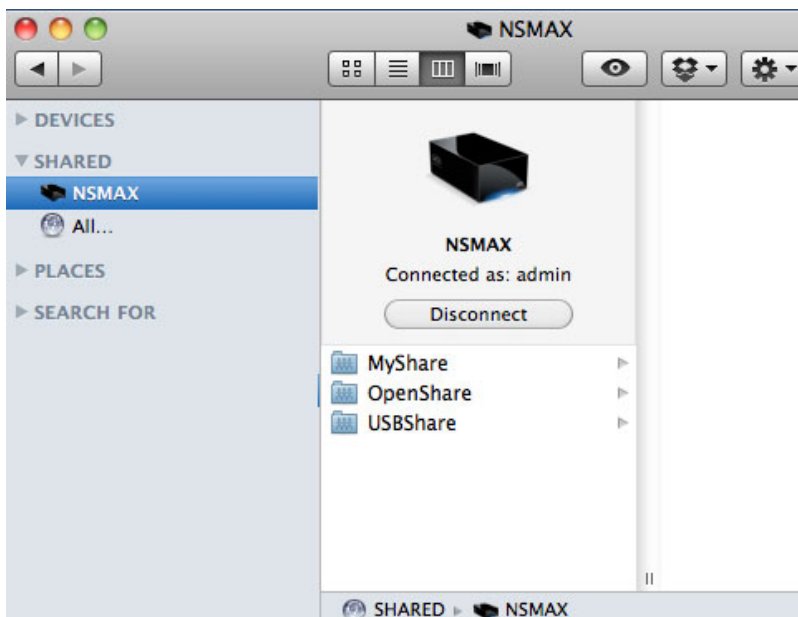 NSMAX
DEVICES
SHARED
NSMAX
All...
PLACES
SEARCH FOR
NSMAX
Connected as: admin
Disconnect
MyShare
OpenShare
USBShare
SHARED NSMAX